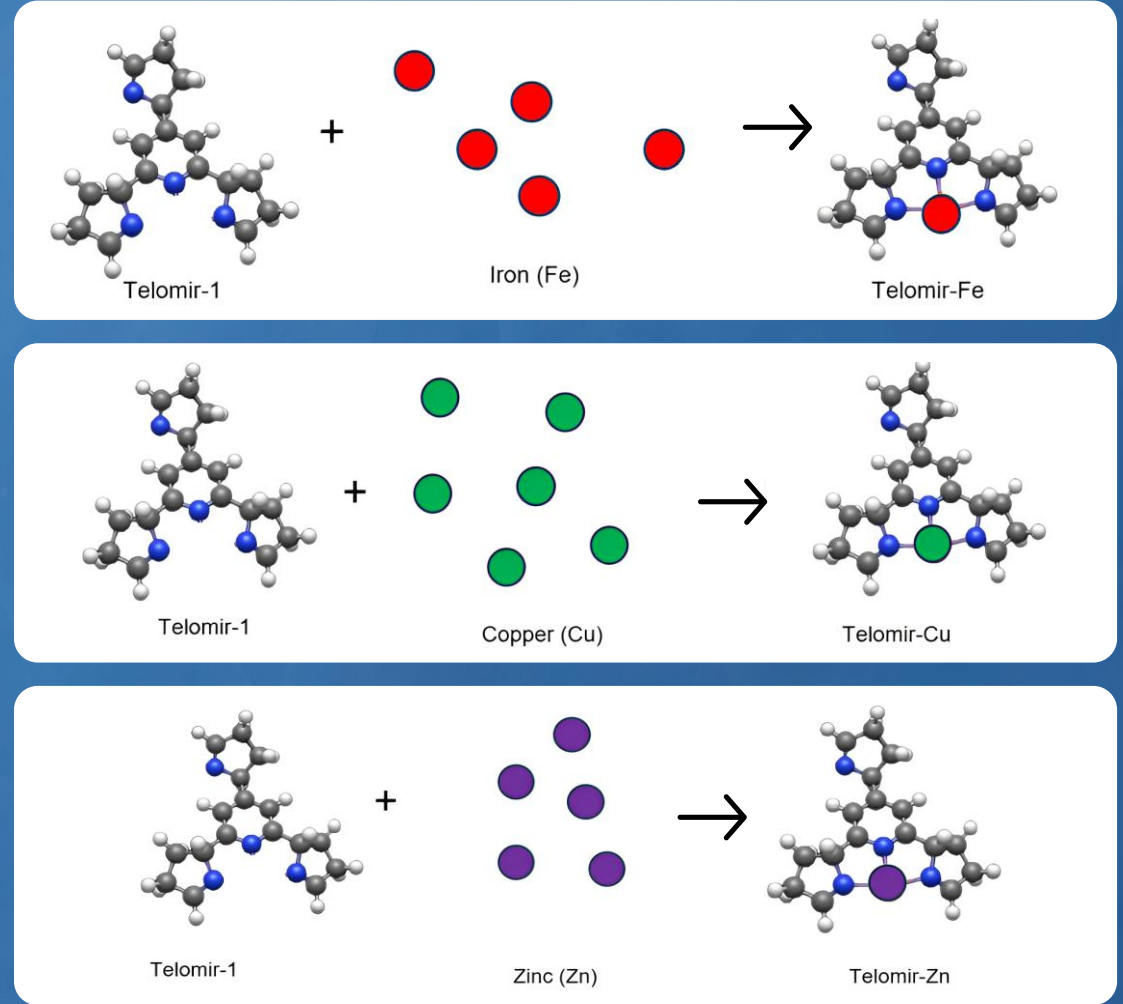 +
Telomir-1
Iron (Fe)
Telomir-Fe
+
Telomir-1
Copper (Cu)
Telomir-Cu
+
Telomir-1
Zinc (Zn)
Telomir-Zn